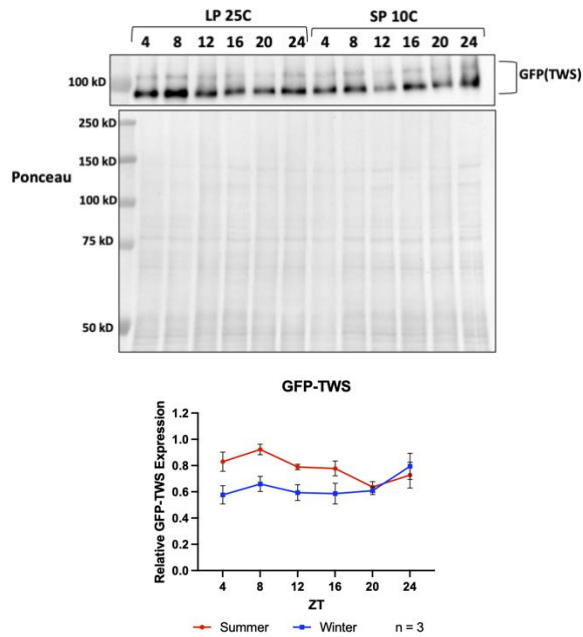 LP 25C SP 10C
4 8 12 16 20 24 4 8 12 16 20 24
100 kD GFP(TWS)
250 kD
150 kD
Ponceau
100 kD
75 kD
50 kD
GFP-TWS
Relative GFP-TWS Expression
1.2
1.0
0.8
0.6
0.4
0.2
0.0
4 8 12 16 20 24
ZT
Summer Winter n = 3